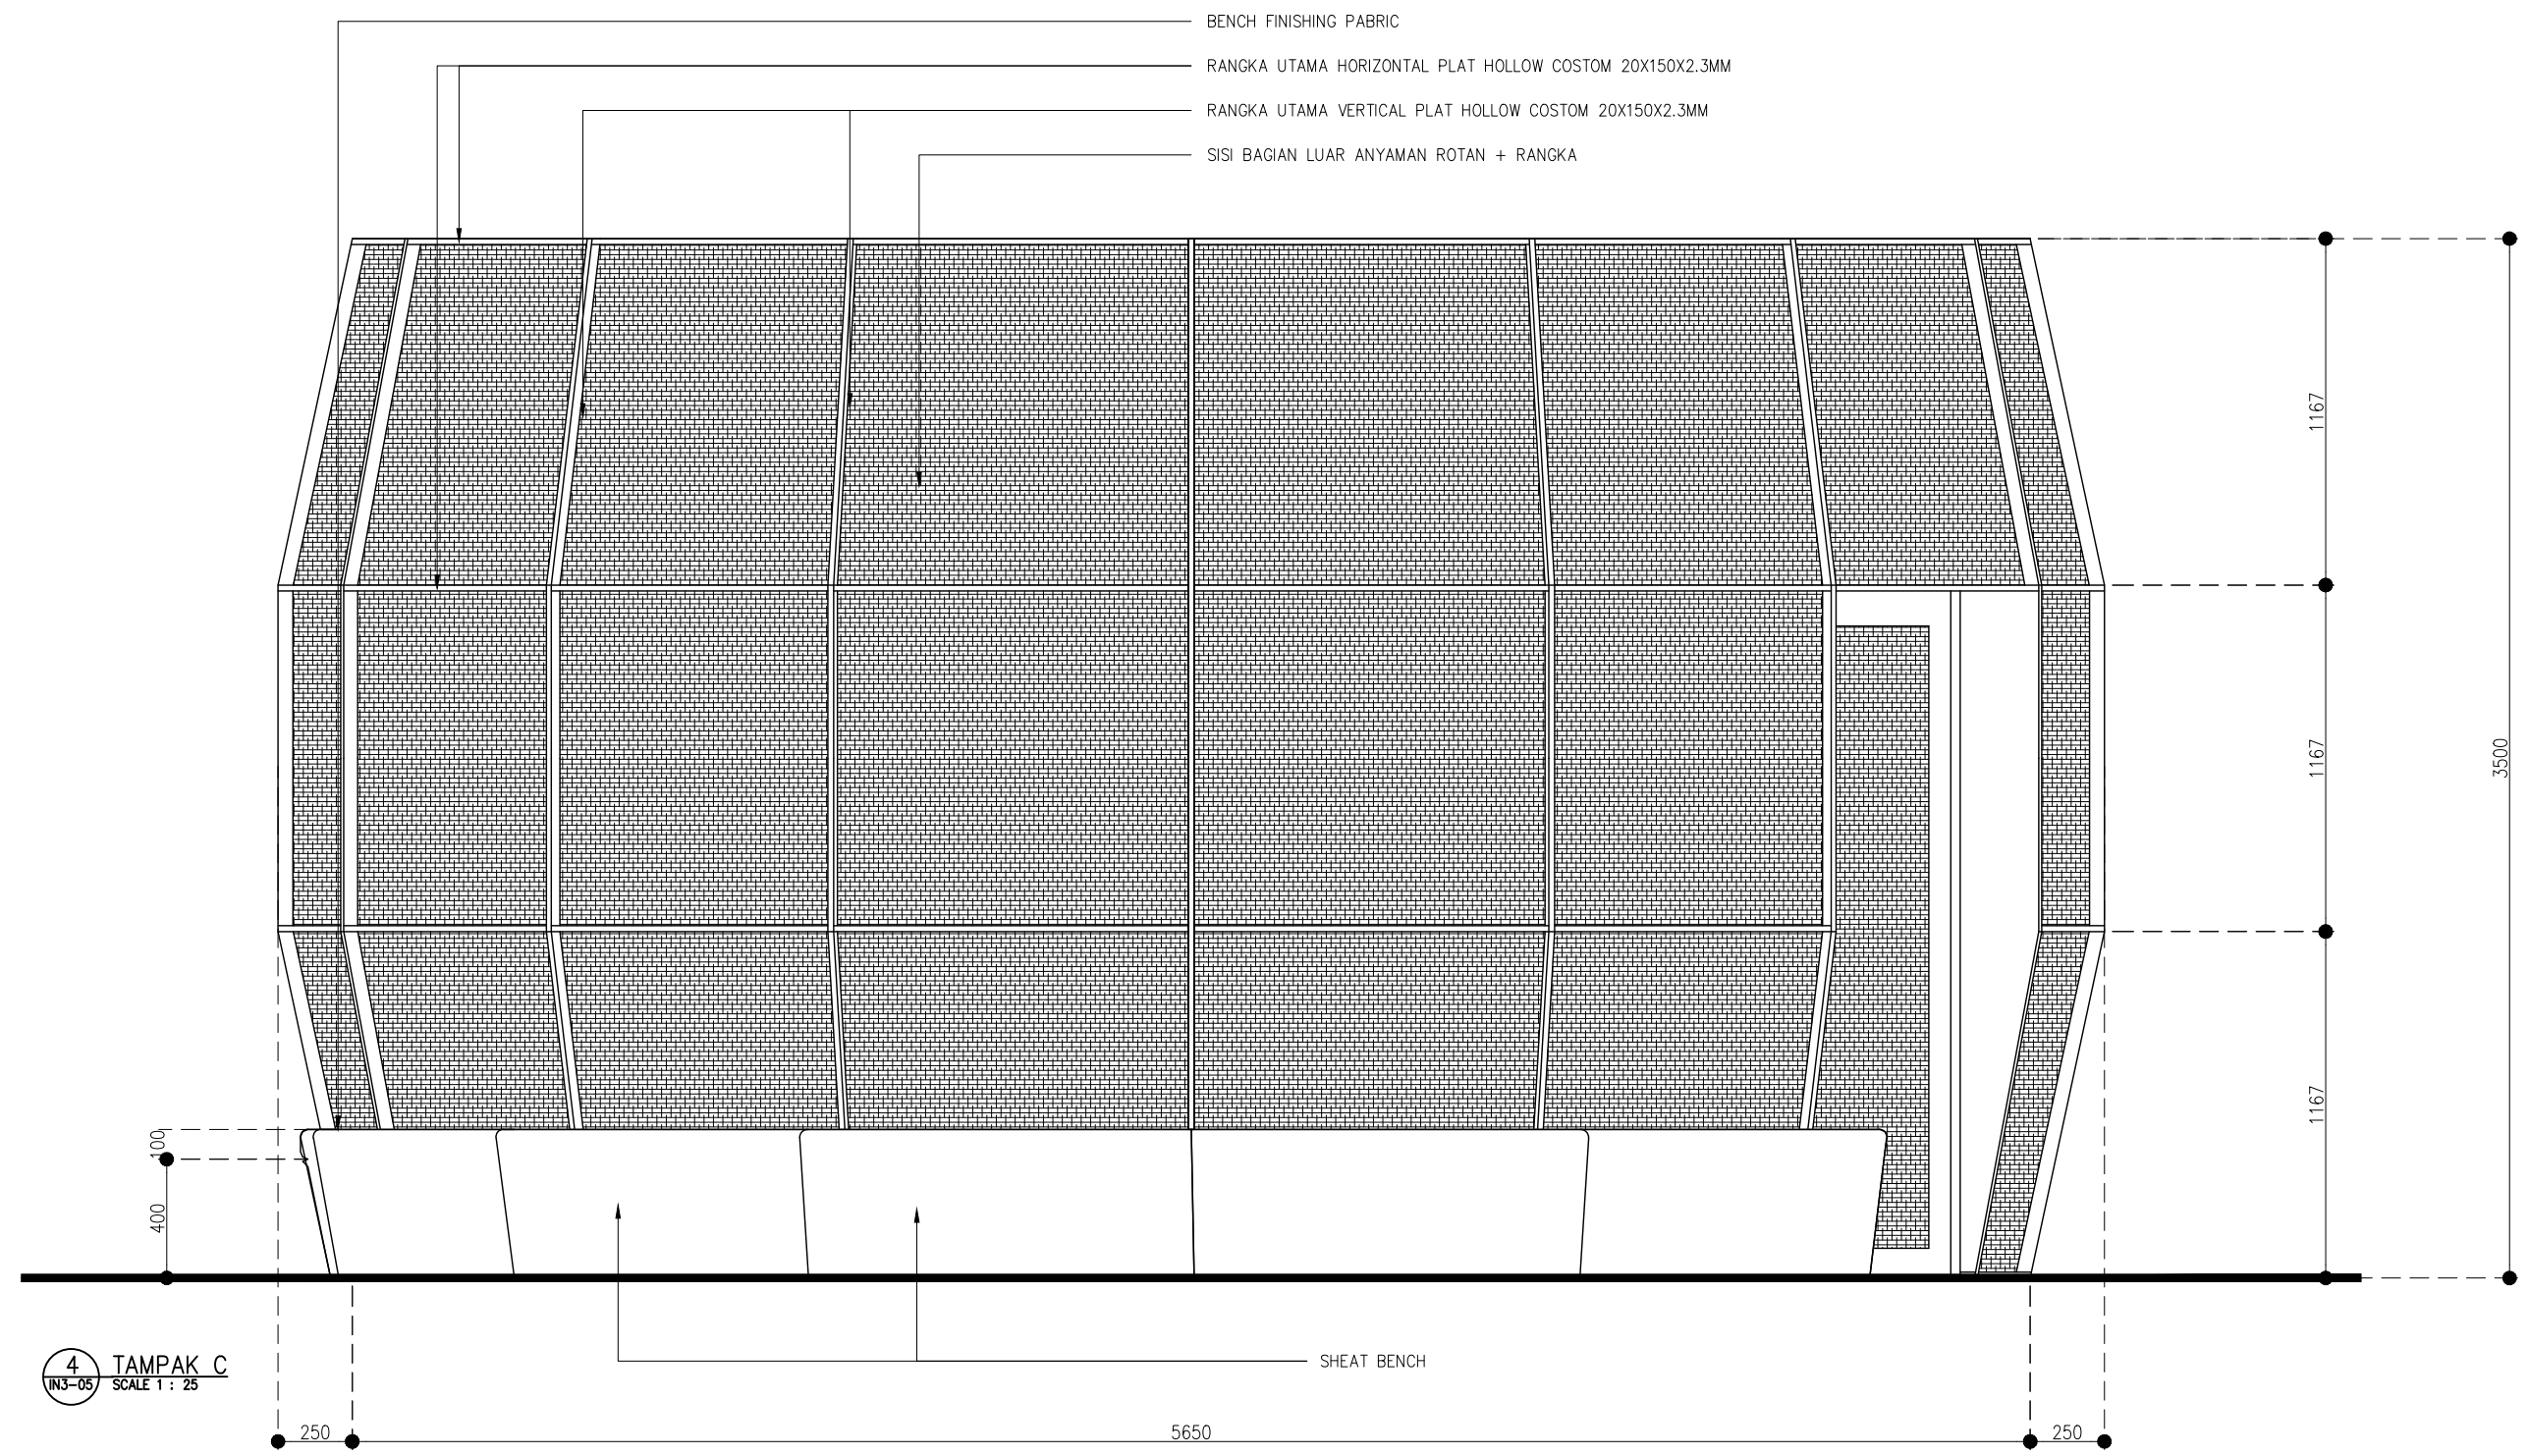 BENCH FINISHING PABRIC
RANGKA UTAMA HORIZONTAL PLAT HOLLOW COSTOM 20X150X2.3MM
RANGKA UTAMA VERTICAL PLAT HOLLOW COSTOM 20X150X2.3MM
SISI BAGIAN LUAR ANYAMAN ROTAN + RANGKA
1167
1167
3500
1167
100
400
SHEAT BENCH
4
IN3-05
TAMPAK C
SCALE 1 : 25
250
5650
250